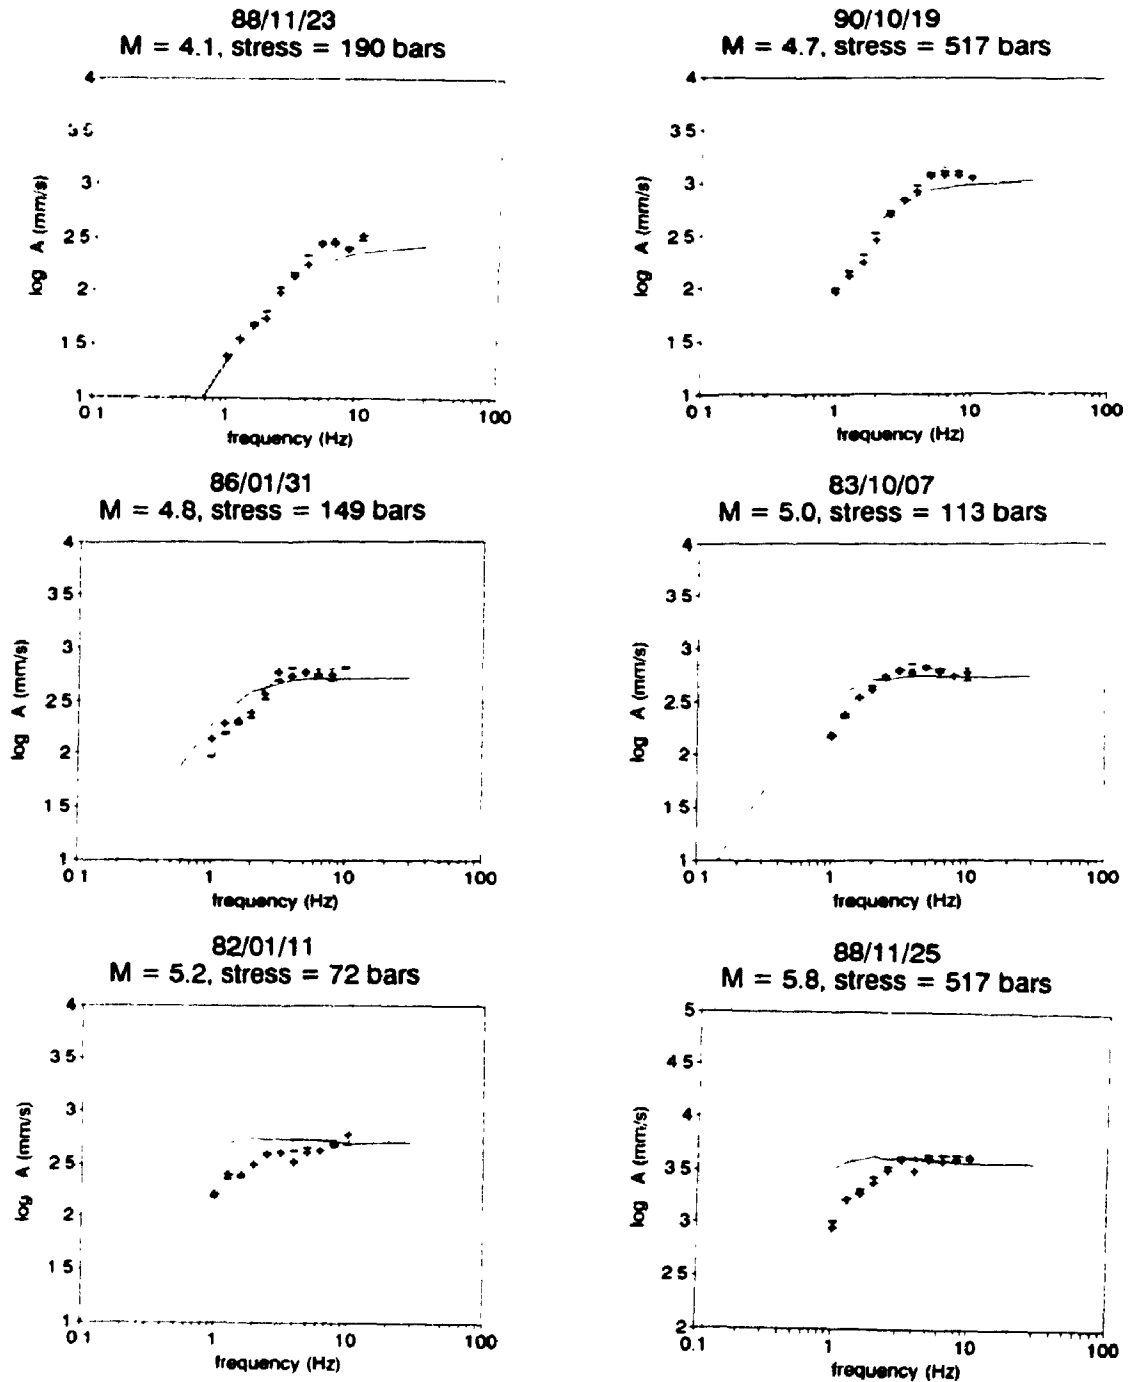 88/11/23
M = 4.1, stress = 190 bars
4
3 5
3
2 5
2
1 5
1
log A (mm/s)
0 1 1 10 100
frequency (Hz)
90/10/19
M = 4.7, stress = 517 bars
4
3 5
3
2 5
2
1 5
1
log A (mm/s)
0 1 1 10 100
frequency (Hz)
86/01/31
M = 4.8, stress = 149 bars
4
3 5
3
2 5
2
1 5
1
log A (mm/s)
0 1 1 10 100
frequency (Hz)
83/10/07
M = 5.0, stress = 113 bars
4
3 5
3
2 5
2
1 5
1
log A (mm/s)
0 1 1 10 100
frequency (Hz)
82/01/11
M = 5.2, stress = 72 bars
4
3 5
3
2 5
2
1 5
1
log A (mm/s)
0 1 1 10 100
frequency (Hz)
88/11/25
M = 5.8, stress = 517 bars
5
4 5
4
3 5
3
2 5
2
log A (mm/s)
0.1 1 10 100
frequency (Hz)